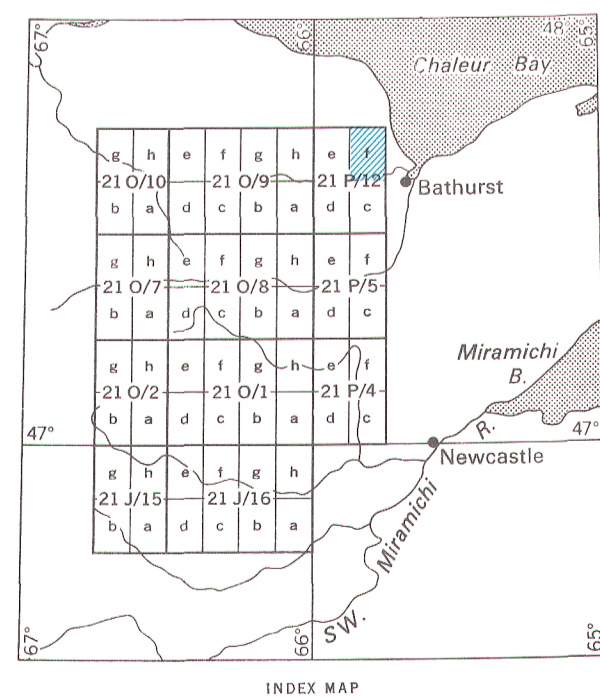 67° 66° 48° 65°
Chaleur Bay
g h e f g h e f
21 O/10 21 O/9 21 P/12
Bathurst
b a d c b a d c
g h e f g h e f
21 O/7 21 O/8 21 P/5
b a d c b a d c
Miramichi
B.
g h e f g h e f
21 O/2 21 O/1 21 P/4
b a d c b a d c
47° R. 47°
Newcastle
g h e f g h
21 J/15 21 J/16
b a d c b a
SW. Miramichi
67° 66° 65°
INDEX MAP